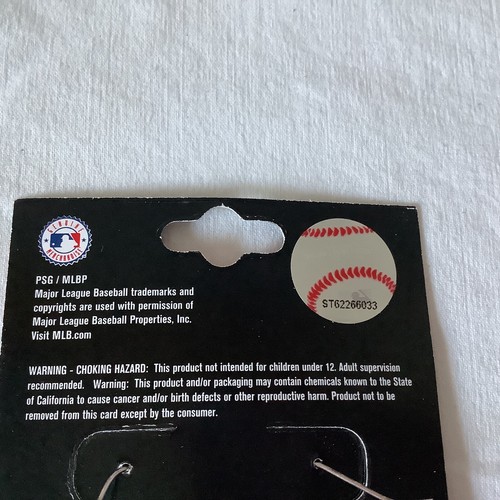 GENUINE
MERCHANDISE
PSG / MLBP
Major League Baseball trademarks and
copyrights are used with permission of
Major League Baseball Properties, Inc.
Visit MLB.com
ST62266033
WARNING - CHOKING HAZARD: This product not intended for children under 12. Adult supervision
recommended. Warning: This product and/or packaging may contain chemicals known to the State
of California to cause cancer and/or birth defects or other reproductive harm. Product not to be
removed from this card except by the consumer.